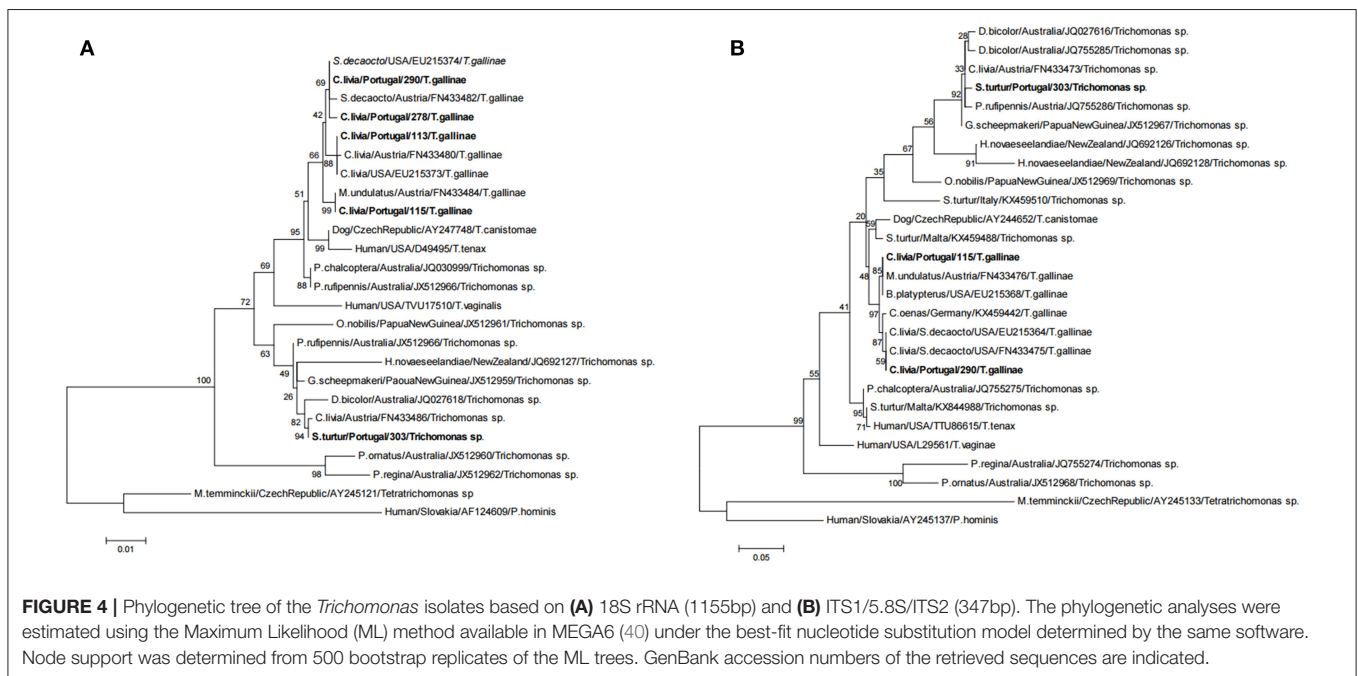 A
S.decaocto/USA/EU215374/T.gallinae
69
C.livia/Portugal/290/T.gallinae
S.decaocto/Austria/FN433482/T.gallinae
42
C.livia/Portugal/278/T.gallinae
C.livia/Portugal/113/T.gallinae
66
C.livia/Austria/FN433480/T.gallinae
88
C.livia/USA/EU215373/T.gallinae
51
M.undulatus/Austria/FN433484/T.gallinae
99
C.livia/Portugal/115/T.gallinae
95
Dog/CzechRepublic/AY247748/T.canistomae
99
Human/USA/D49495/T.tenax
69
P.chalcoptera/Australia/JQ030999/Trichomonas sp.
88
P.rufipennis/Australia/JX512966/Trichomonas sp.
72
Human/USA/TVU17510/T.vaginalis
O.nobilis/PapuaNewGuinea/JX512961/Trichomonas sp.
63
P.rufipennis/Australia/JX512966/Trichomonas sp.
H.novaeseelandiae/NewZealand/JQ692127/Trichomonas sp.
49
G.scheepmakeri/PaouaNewGuinea/JX512959/Trichomonas sp.
100
26
D.bicolor/Australia/JQ027618/Trichomonas sp.
82
C.livia/Austria/FN433486/Trichomonas sp.
94
S.turtur/Portugal/303/Trichomonas sp.
P.ornatus/Australia/JX512960/Trichomonas sp.
98
P.regina/Australia/JX512962/Trichomonas sp.
M.temminckii/CzechRepublic/AY245121/Tetratrichomonas sp
Human/Slovakia/AF124609/P.hominis
0.01
B
28
D.bicolor/Australia/JQ027616/Trichomonas sp.
D.bicolor/Australia/JQ755285/Trichomonas sp.
33
C.livia/Austria/FN433473/Trichomonas sp.
S.turtur/Portugal/303/Trichomonas sp.
92
P.rufipennis/Austria/JQ755286/Trichomonas sp.
56
G.scheepmakeri/PapuaNewGuinea/JX512967/Trichomonas sp.
H.novaeseelandiae/NewZealand/JQ692126/Trichomonas sp.
67
91
H.novaeseelandiae/NewZealand/JQ692128/Trichomonas sp.
35
O.nobilis/PapuaNewGuinea/JX512969/Trichomonas sp.
S.turtur/Italy/KX459510/Trichomonas sp.
20
Dog/CzechRepublic/AY244652/T.canistomae
59
S.turtur/Malta/KX459488/Trichomonas sp.
C.livia/Portugal/115/T.gallinae
48
85
M.undulatus/Austria/FN433476/T.gallinae
B.platypterus/USA/EU215368/T.gallinae
41
97
C.oenas/Germany/KX459442/T.gallinae
C.livia/S.decaocto/USA/EU215364/T.gallinae
87
C.livia/S.decaocto/USA/FN433475/T.gallinae
59
C.livia/Portugal/290/T.gallinae
55
P.chalcoptera/Australia/JQ755275/Trichomonas sp.
95
S.turtur/Malta/KX844988/Trichomonas sp.
99
71
Human/USA/TTU86615/T.tenax
Human/USA/L29561/T.vaginae
P.regina/Australia/JQ755274/Trichomonas sp.
100
P.ornatus/Australia/JX512968/Trichomonas sp.
M.temminckii/CzechRepublic/AY245133/Tetratrichomonas sp.
Human/Slovakia/AY245137/P.hominis
0.05
FIGURE 4 | Phylogenetic tree of the Trichomonas isolates based on (A) 18S rRNA (1155bp) and (B) ITS1/5.8S/ITS2 (347bp). The phylogenetic analyses were
estimated using the Maximum Likelihood (ML) method available in MEGA6 (40) under the best-fit nucleotide substitution model determined by the same software.
Node support was determined from 500 bootstrap replicates of the ML trees. GenBank accession numbers of the retrieved sequences are indicated.